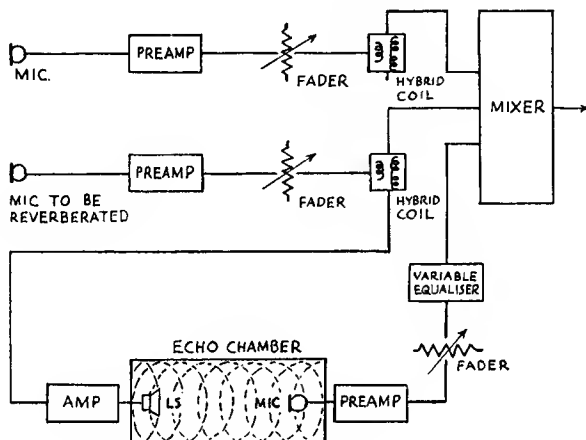 MIC.
PREAMP
FADER
HYBRID
COIL
MIXER
MIC TO BE
REVERBERATED
PREAMP
FADER
HYBRID
COIL
VARIABLE
EQUALISER
FADER
ECHO CHAMBER
AMP
LS
MIC
PREAMP